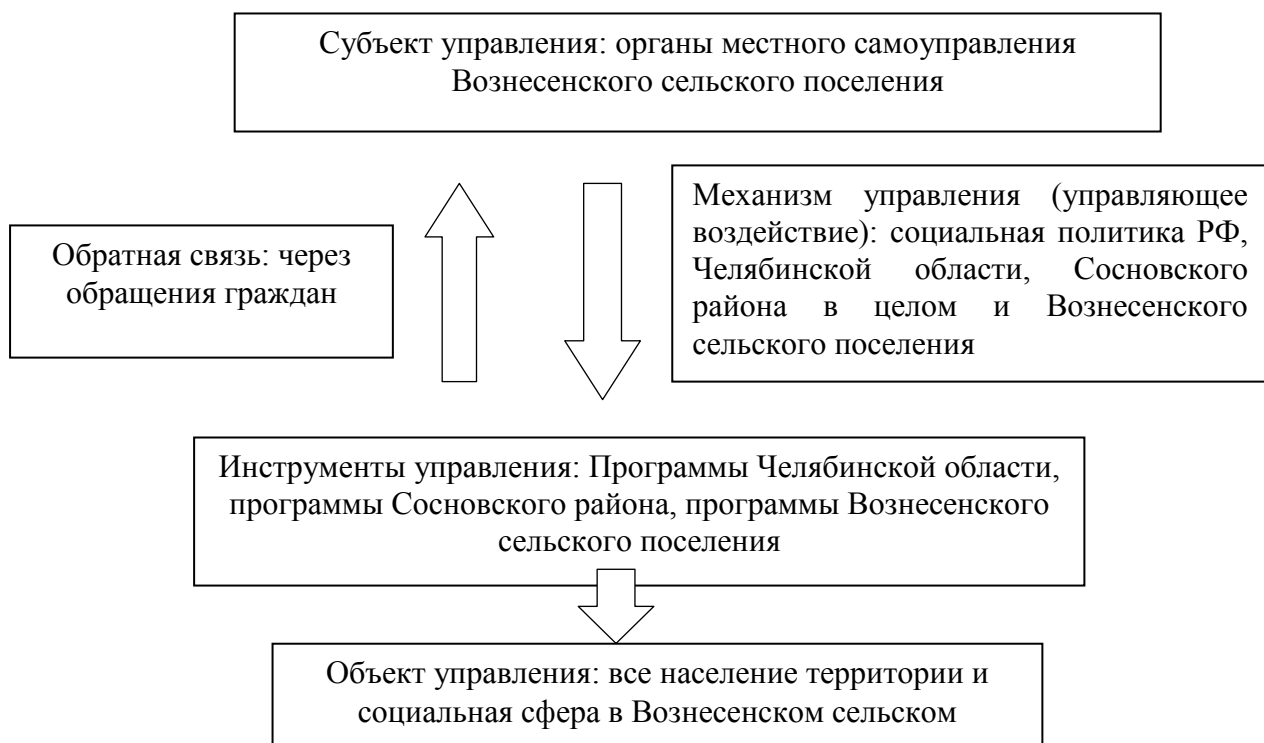 Субъект управления: органы местного самоуправления
Вознесенского сельского поселения
Обратная связь: через
обращения граждан
Механизм управления (управляющее
воздействие): социальная политика РФ,
Челябинской области, Сосновского
района в целом и Вознесенского
сельского поселения
Инструменты управления: Программы Челябинской области,
программы Сосновского района, программы Вознесенского
сельского поселения
Объект управления: все население территории и
социальная сфера в Вознесенском сельском